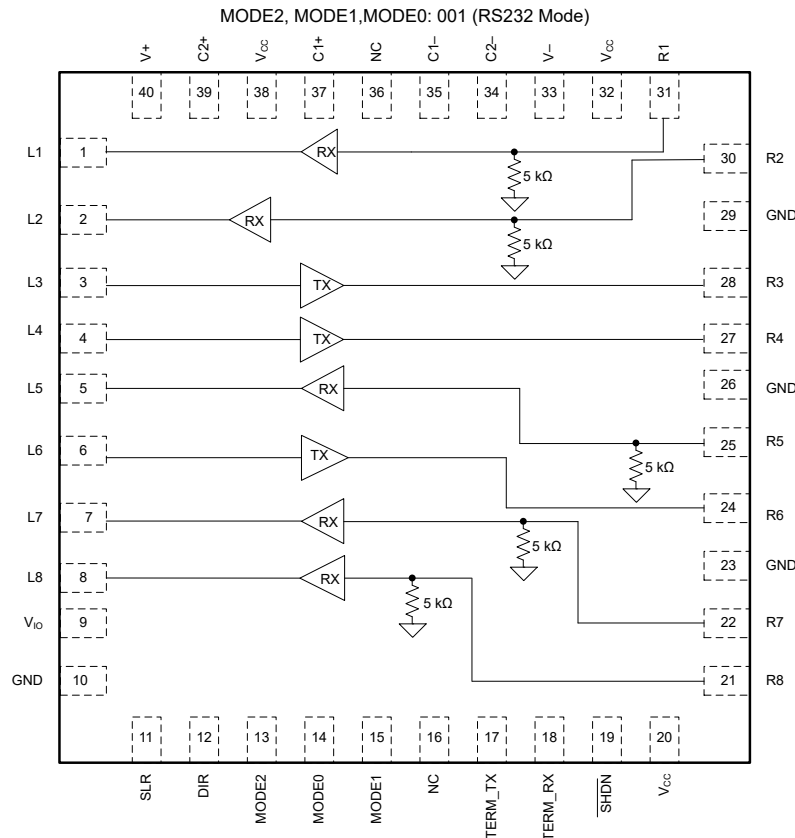 MODE2, MODE1,MODE0: 001 (RS232 Mode)
V+ C2+ VCC C1+ NC C1– C2– V– VCC R1
40 39 38 37 36 35 34 33 32 31
L1 1 RX 30 R2
5 kΩ
L2 2 RX 29 GND
5 kΩ
L3 3 TX 28 R3
L4 4 TX 27 R4
L5 5 RX 26 GND
25 R5
L6 6 TX 5 kΩ
24 R6
L7 7 RX
5 kΩ 23 GND
L8 8 RX
5 kΩ
VIO 9 22 R7
GND 10 21 R8
11 12 13 14 15 16 17 18 19 20
SLR DIR MODE2 MODE0 MODE1 NC TERM_TX TERM_RX SHDN VCC